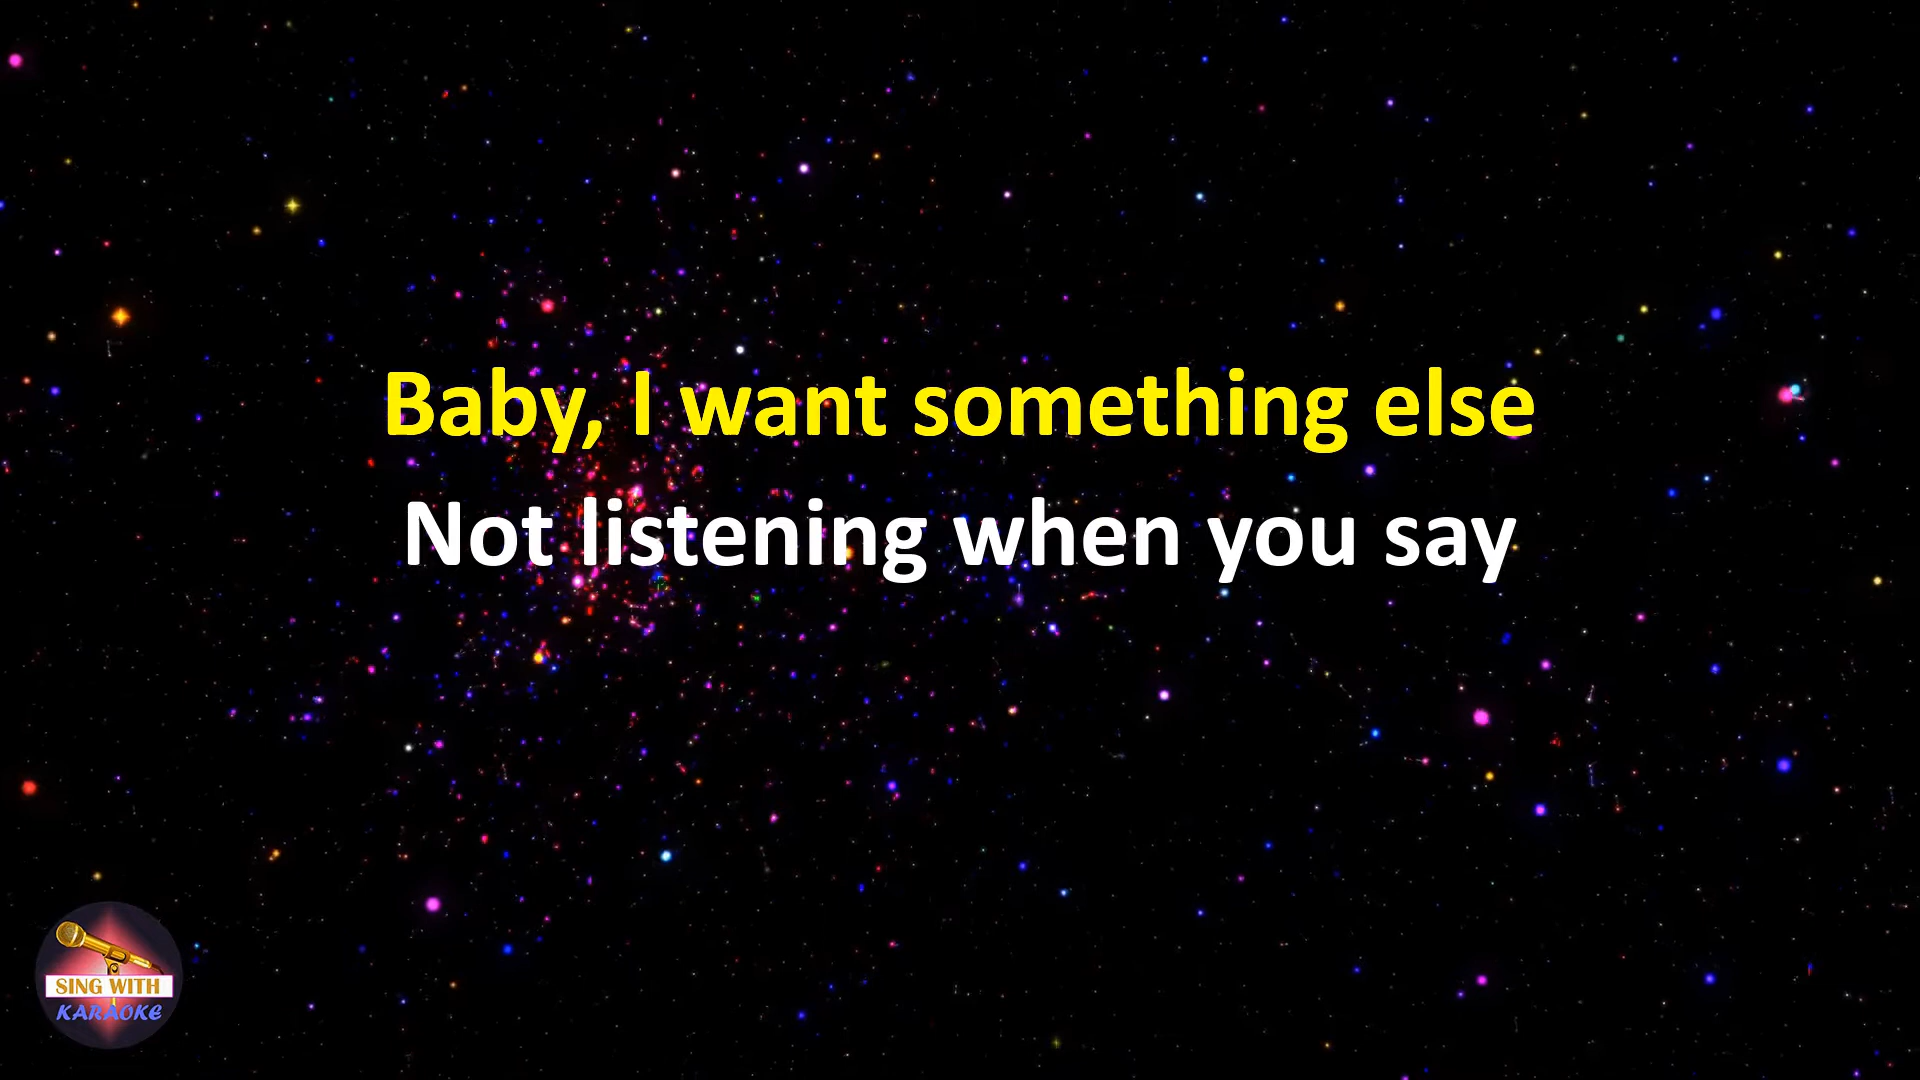 Baby, I want something else
Not listening when you say
SING WITH
KARAOKE